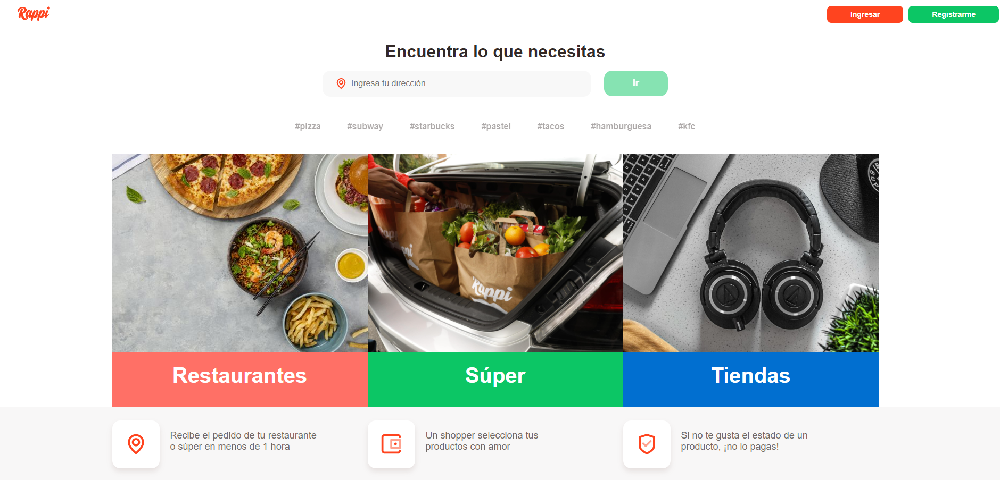 Rappi
Ingresar
Registrarme
Encuentra lo que necesitas
Ingresa tu dirección...
Ir
#pizza #subway #starbucks #pastel #tacos #hamburguesa #kfc
Rappi
Rappi
Restaurantes
Súper
Tiendas
Recibe el pedido de tu restaurante
o súper en menos de 1 hora
Un shopper selecciona tus
productos con amor
Si no te gusta el estado de un
producto, ¡no lo pagas!